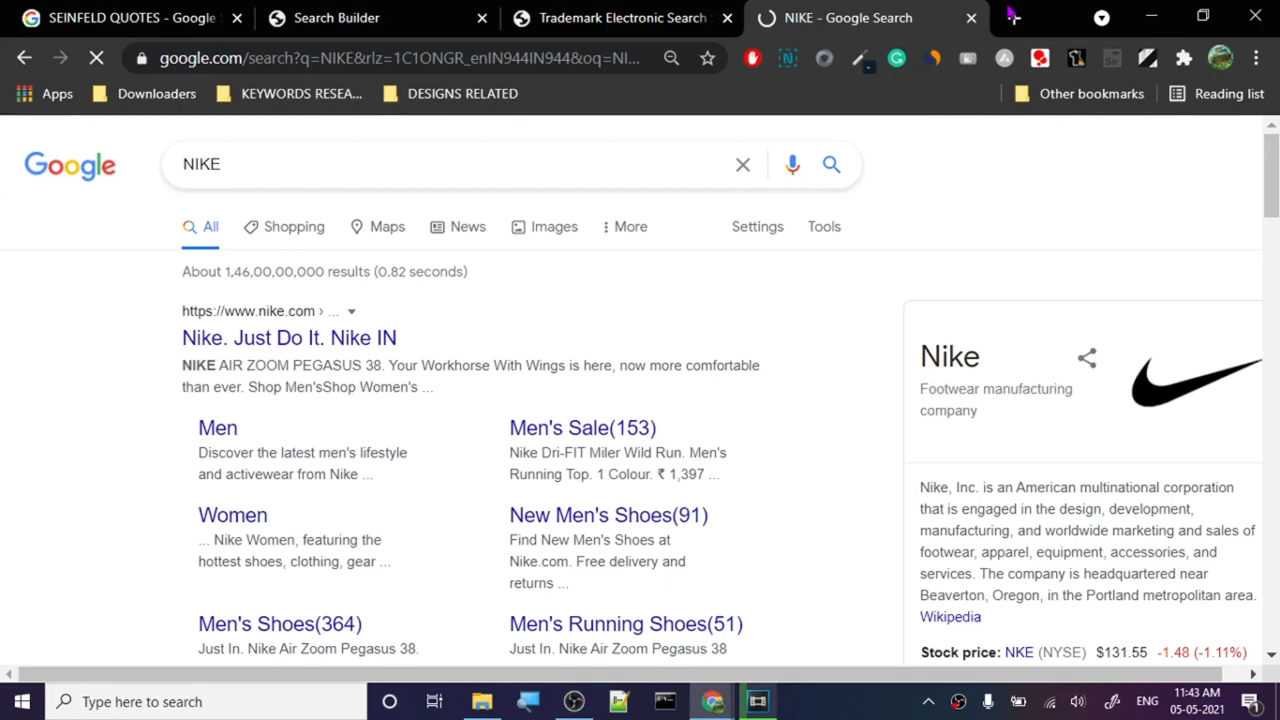 SEINFELD QUOTES - Google
Search Builder
Trademark Electronic Search
NIKE - Google Search
google.com/search?q=NIKE&rlz=1C1ONGR_enIN944IN944&oq=NI...
Apps
Downloaders
KEYWORDS RESEA...
DESIGNS RELATED
Other bookmarks
Reading list
Google
NIKE
All
Shopping
Maps
News
Images
More
Settings
Tools
About 1,46,00,00,000 results (0.82 seconds)
https://www.nike.com › ...
Nike. Just Do It. Nike IN
NIKE AIR ZOOM PEGASUS 38. Your Workhorse With Wings is here, now more comfortable
than ever. Shop Men'sShop Women's ...
Men
Discover the latest men's lifestyle
and activewear from Nike ...
Men's Sale(153)
Nike Dri-FIT Miler Wild Run. Men's
Running Top. 1 Colour. ₹ 1,397 ...
Women
... Nike Women, featuring the
hottest shoes, clothing, gear ...
New Men's Shoes(91)
Find New Men's Shoes at
Nike.com. Free delivery and
returns ...
Men's Shoes(364)
Just In. Nike Air Zoom Pegasus 38.
Men's Running Shoes(51)
Just In. Nike Air Zoom Pegasus 38
Nike
Footwear manufacturing
company
Nike, Inc. is an American multinational corporation
that is engaged in the design, development,
manufacturing, and worldwide marketing and sales of
footwear, apparel, equipment, accessories, and
services. The company is headquartered near
Beaverton, Oregon, in the Portland metropolitan area.
Wikipedia
Stock price: NKE (NYSE) $131.55 -1.48 (-1.11%)
Type here to search
ENG
11:43 AM
05-05-2021
1